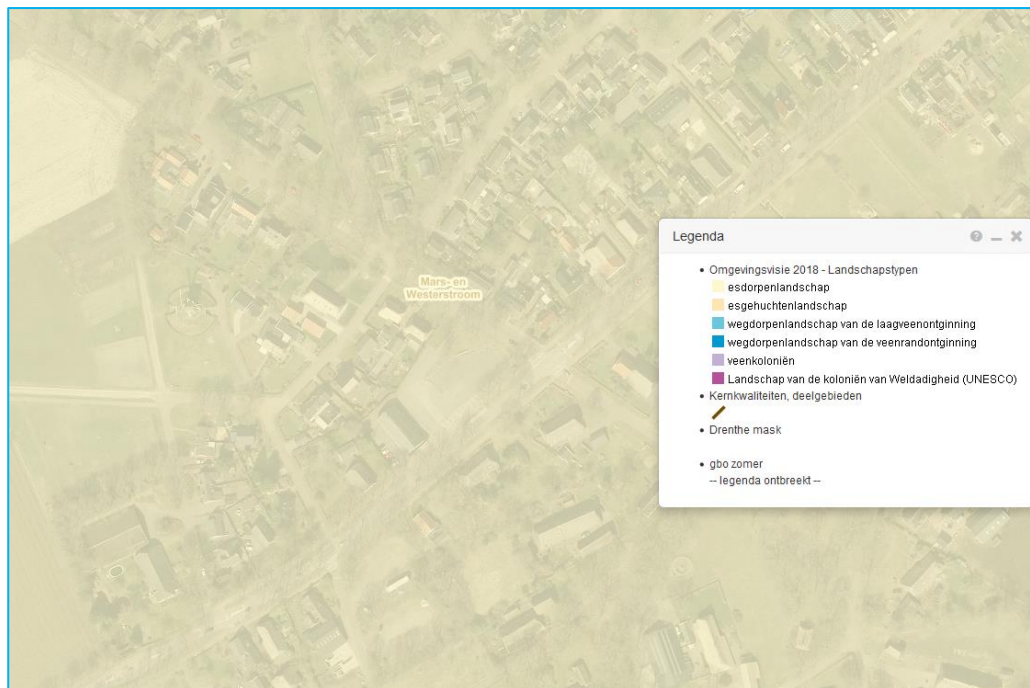 Mars- en
Westerstroom
Legenda
Omgevingsvisie 2018 - Landschapstypen
esdorpenlandschap
esgehuchtenlandschap
wegdorpenlandschap van de laagveenontginning
wegdorpenlandschap van de veenrandontginning
veenkoloniën
Landschap van de koloniën van Weldadigheid (UNESCO)
Kernkwaliteiten, deelgebieden
Drenthe mask
gbo zomer
-- legenda ontbreekt --